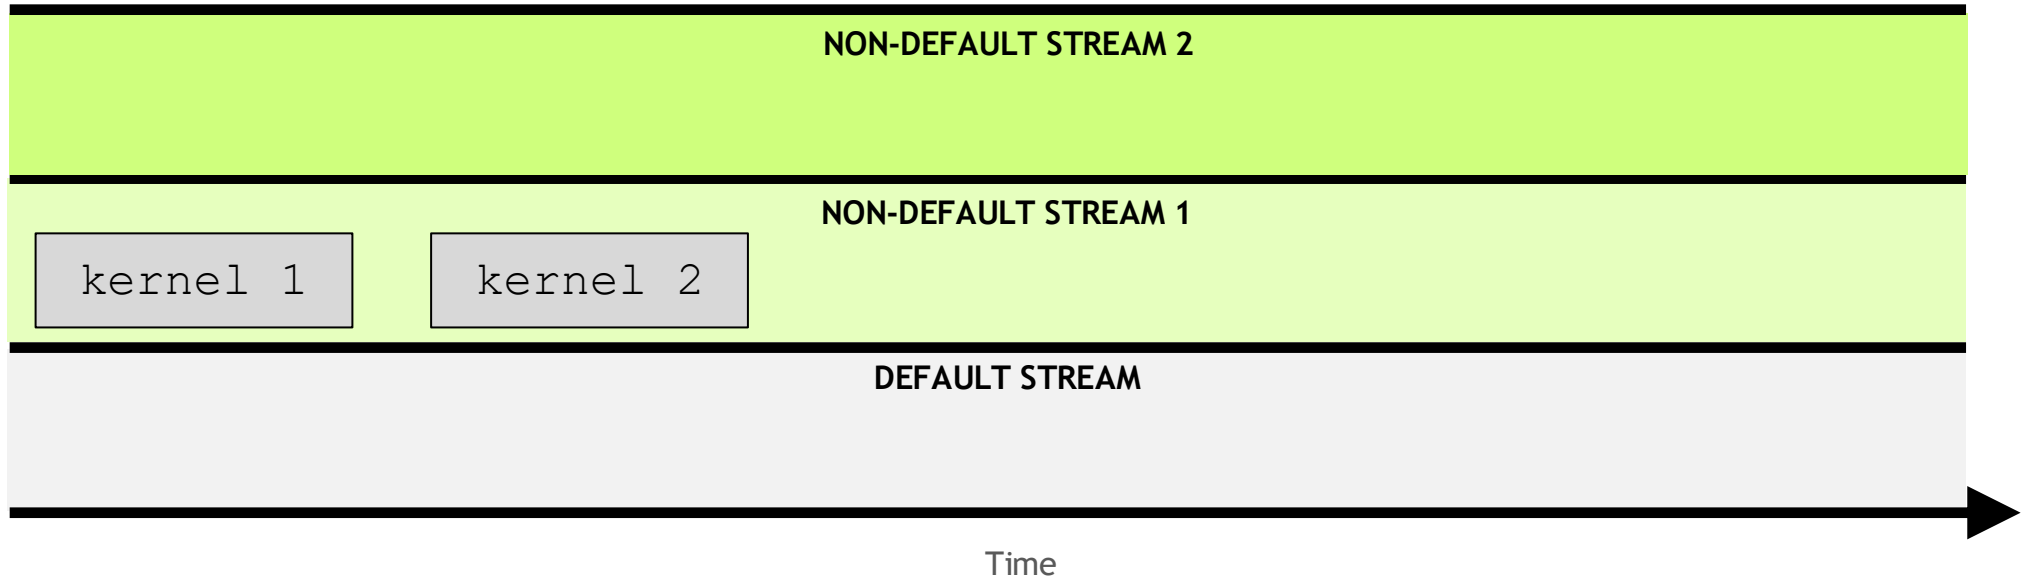 NON-DEFAULT STREAM 2
NON-DEFAULT STREAM 1
kernel 1
kernel 2
DEFAULT STREAM
Time